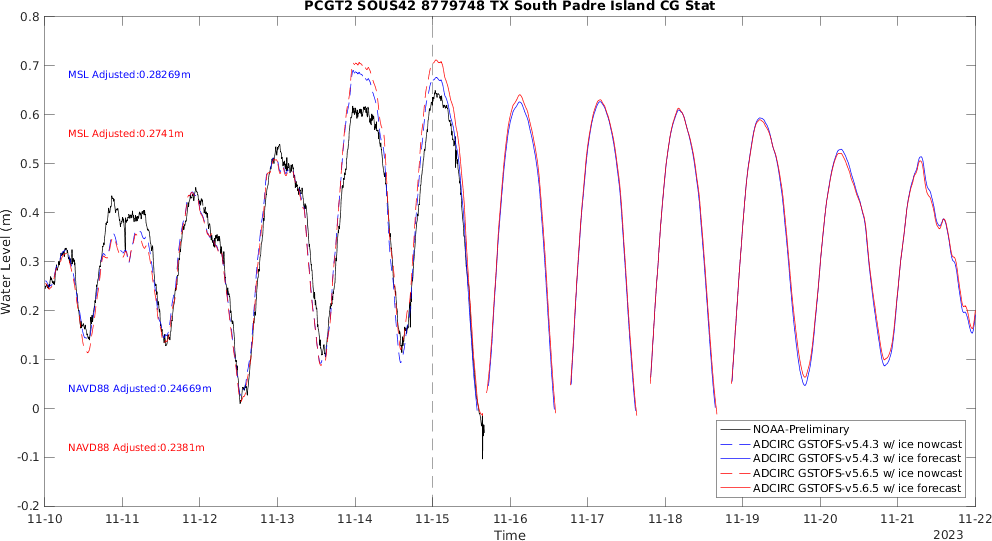 PCGT2 SOUS42 8779748 TX South Padre Island CG Stat
0.8
0.7
0.6
0.5
0.4
0.3
0.2
0.1
0
-0.1
-0.2
Water Level (m)
MSL Adjusted:0.28269m
MSL Adjusted:0.2741m
NAVD88 Adjusted:0.24669m
NAVD88 Adjusted:0.2381m
NOAA-Preliminary
ADCIRC GSTOFS-v5.4.3 w/ ice nowcast
ADCIRC GSTOFS-v5.4.3 w/ ice forecast
ADCIRC GSTOFS-v5.6.5 w/ ice nowcast
ADCIRC GSTOFS-v5.6.5 w/ ice forecast
11-10 11-11 11-12 11-13 11-14 11-15 11-16 11-17 11-18 11-19 11-20 11-21 11-22
Time
2023